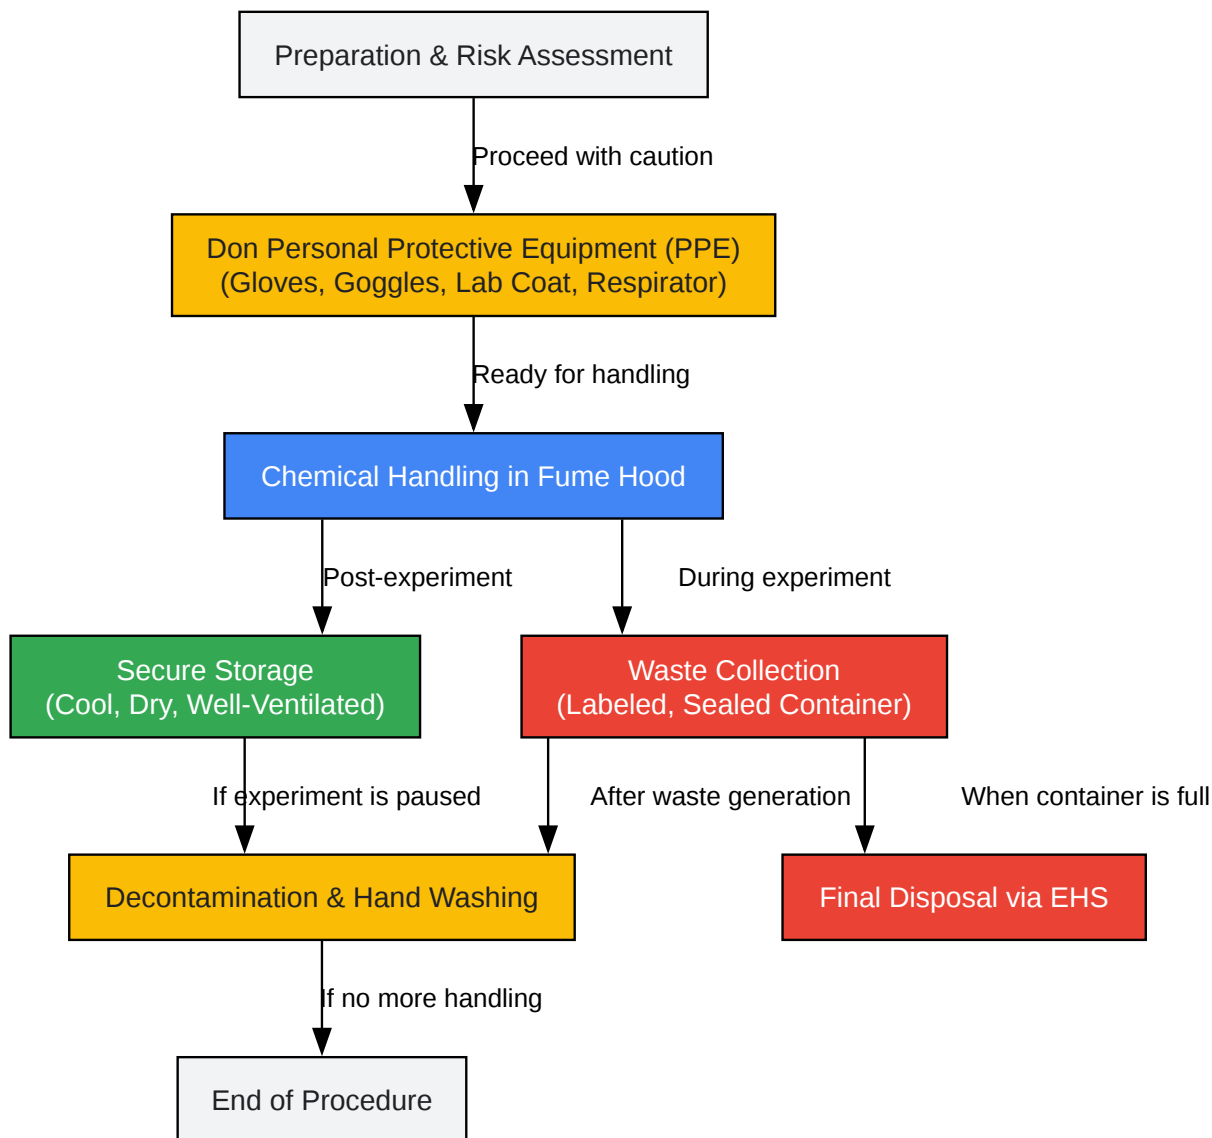 Preparation & Risk Assessment
Proceed with caution
Don Personal Protective Equipment (PPE)
(Gloves, Goggles, Lab Coat, Respirator)
Ready for handling
Chemical Handling in Fume Hood
Post-experiment
During experiment
Secure Storage
(Cool, Dry, Well-Ventilated)
Waste Collection
(Labeled, Sealed Container)
If experiment is paused
After waste generation
When container is full
Decontamination & Hand Washing
Final Disposal via EHS
If no more handling
End of Procedure